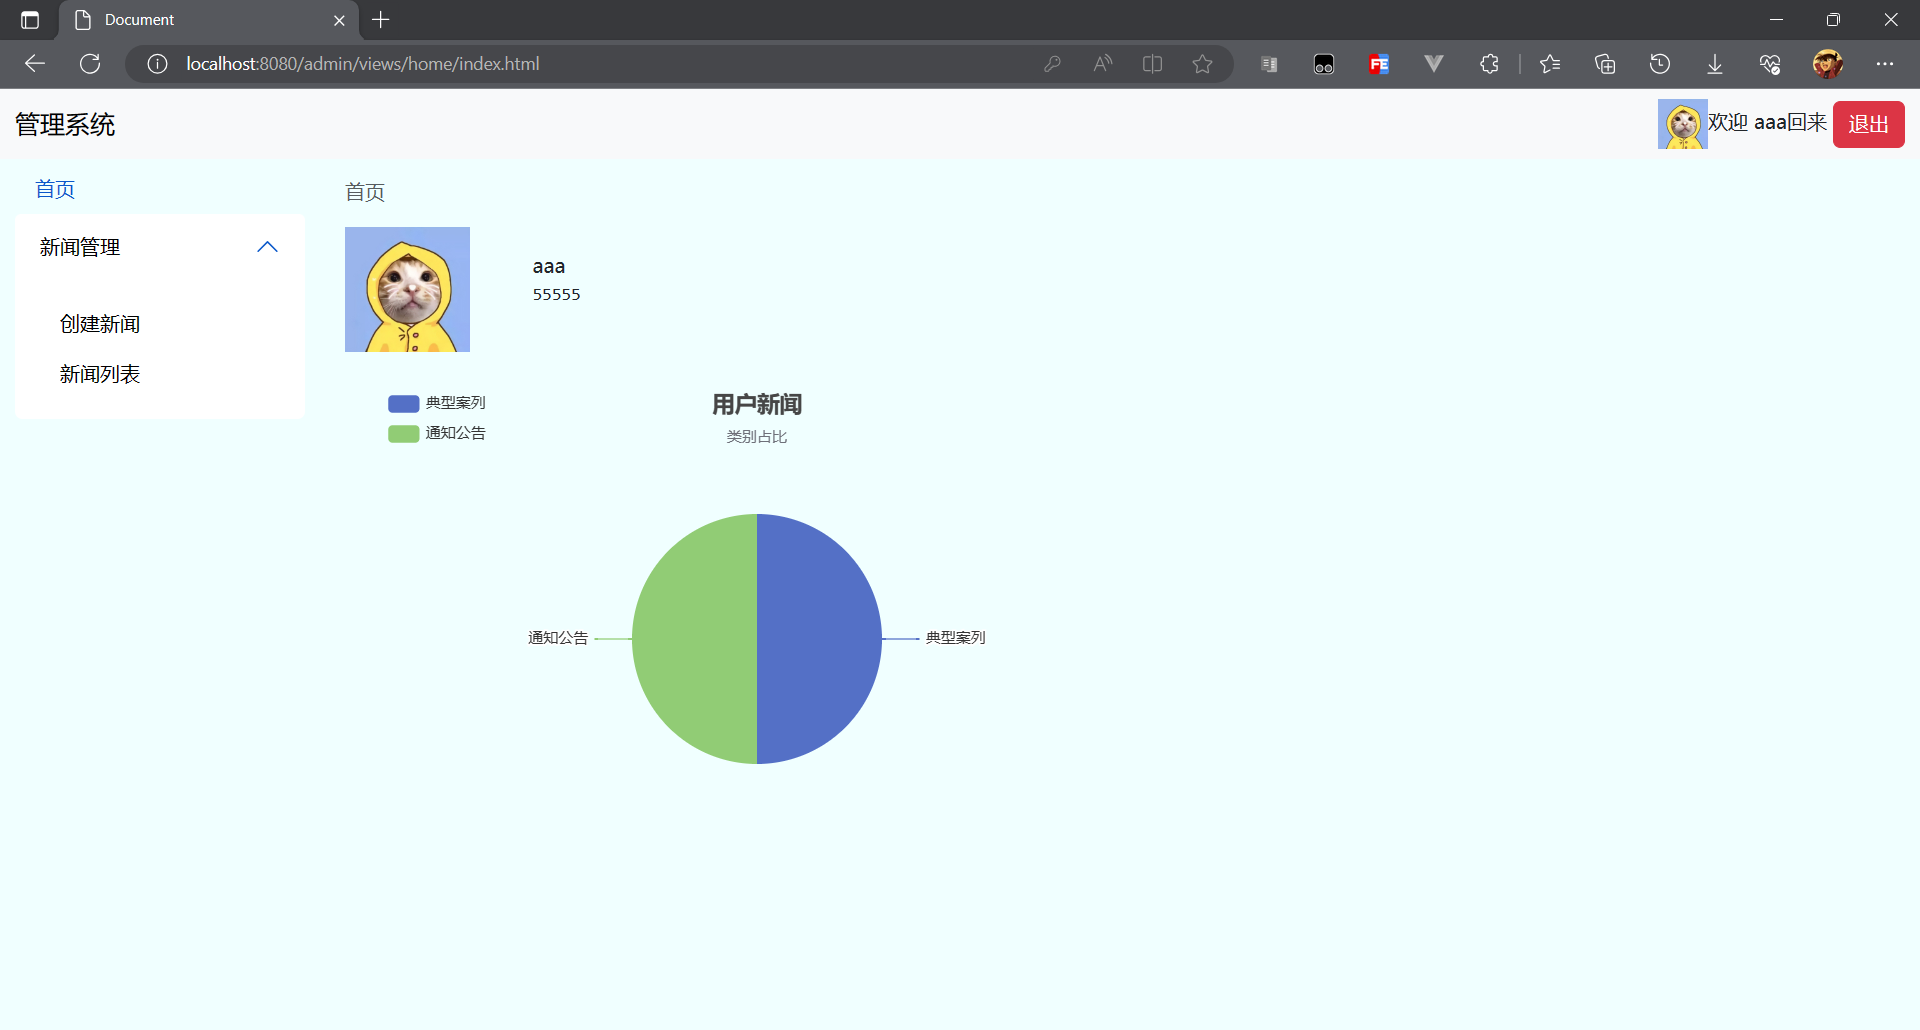 Document
localhost:8080/admin/views/home/index.html
FE
管理系统
欢迎 aaa回来
退出
首页
首页
新闻管理
创建新闻
新闻列表
aaa
55555
典型案列
通知公告
用户新闻
类别占比
通知公告
典型案列